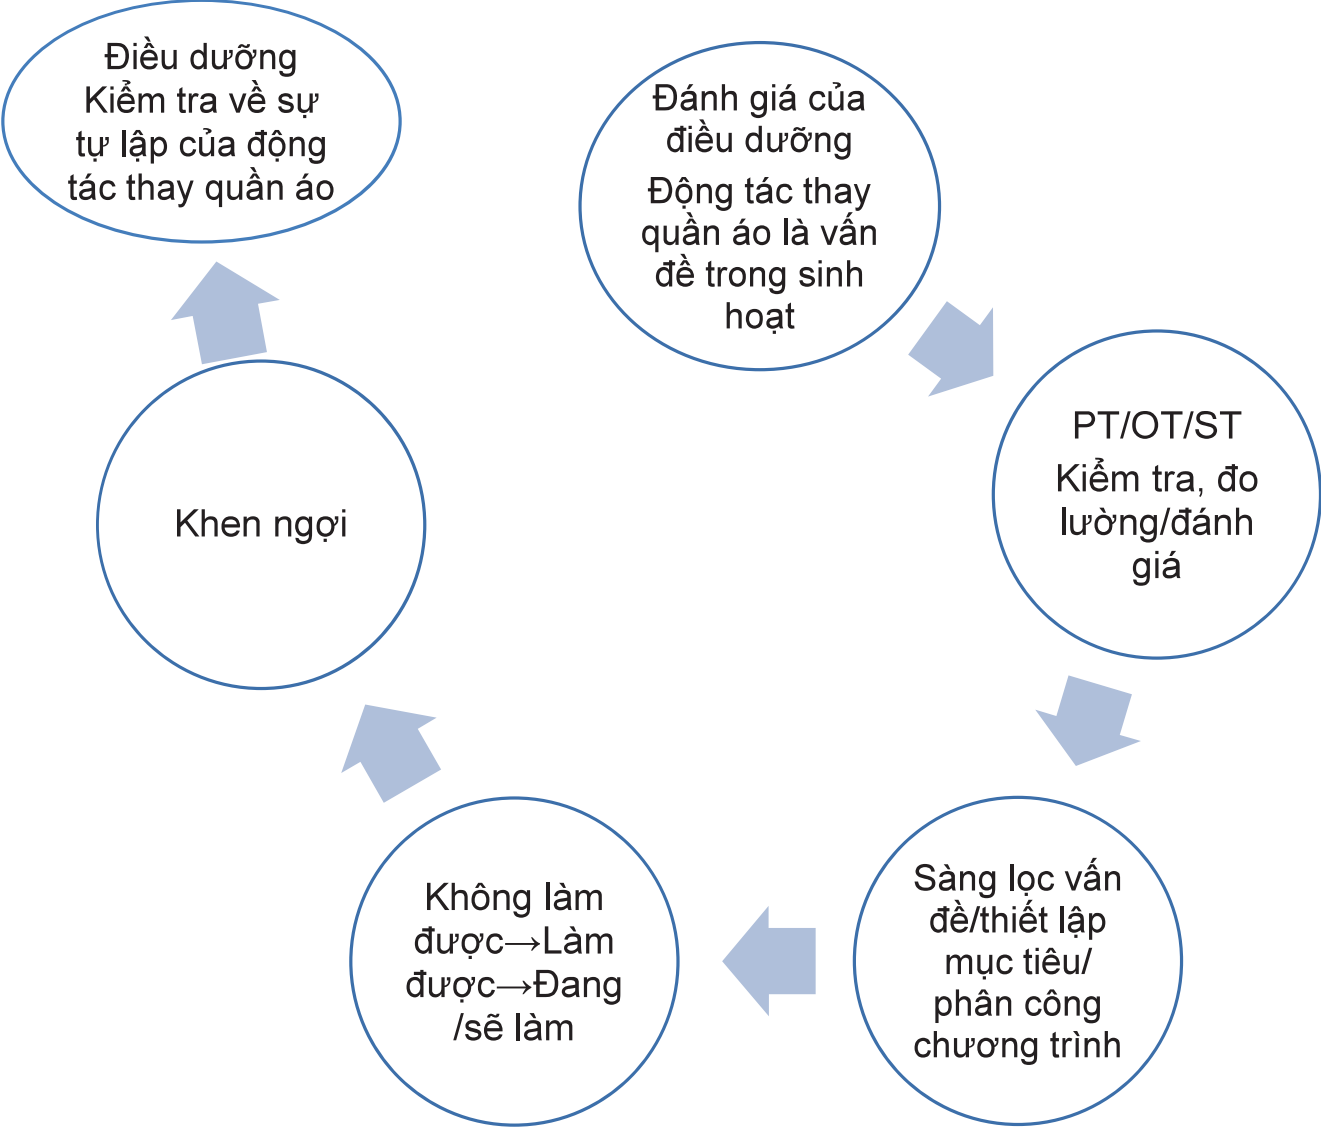 Điều dưỡng
Kiểm tra về sự
tự lập của động
tác thay quần áo
Đánh giá của
điều dưỡng
Động tác thay
quần áo là vấn
đề trong sinh
hoạt
PT/OT/ST
Kiểm tra, đo
lường/đánh
giá
Sàng lọc vấn
đề/thiết lập
mục tiêu/
phân công
chương trình
Không làm
được→Làm
được→Đang
/sẽ làm
Khen ngợi